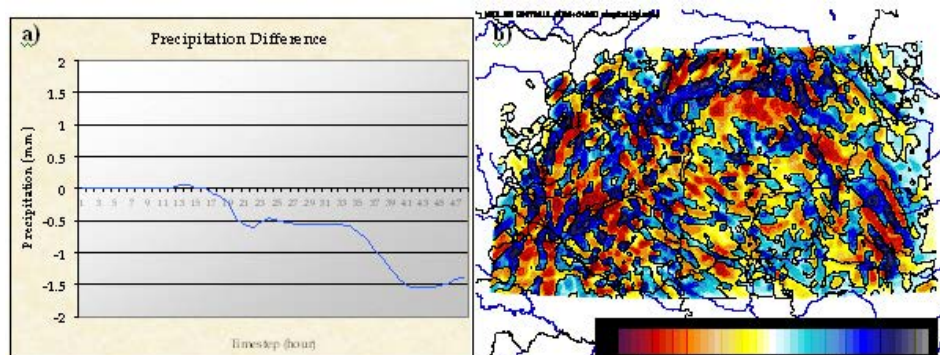 a)
Precipitation Difference
2
1.5
1
0.5
0
-0.5
-1
-1.5
-2
Precipitation (mm)
1 3 5 7 9 11 13 15 17 19 21 23 25 27 29 31 33 35 37 39 41 43 45 47
Timestep (hour)
b)